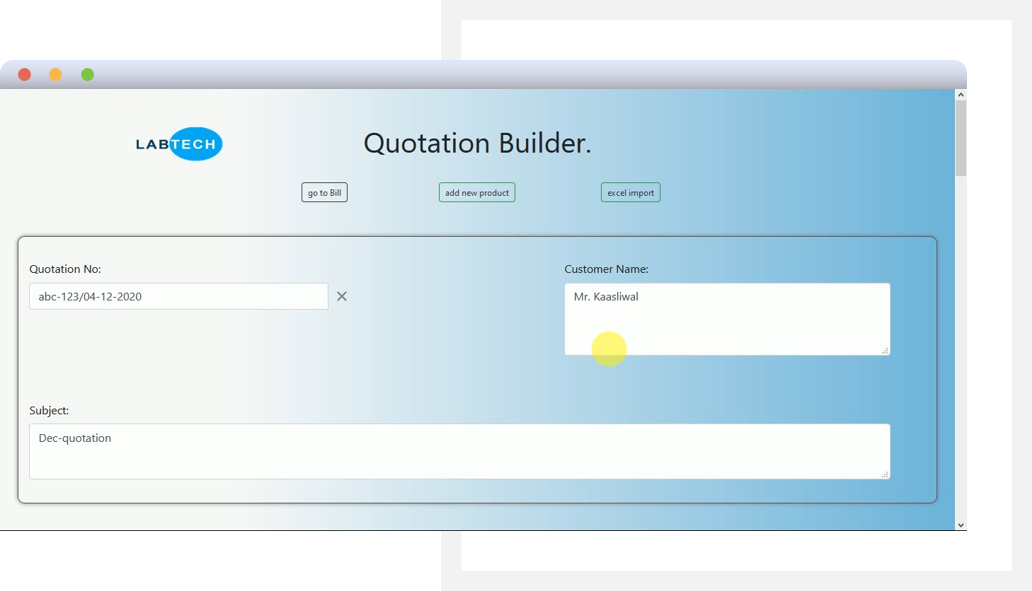 LABTECH
Quotation Builder.
go to Bill
add new product
excel import
Quotation No:
Customer Name:
abc-123/04-12-2020
Mr. Kaasliwal
Subject:
Dec-quotation